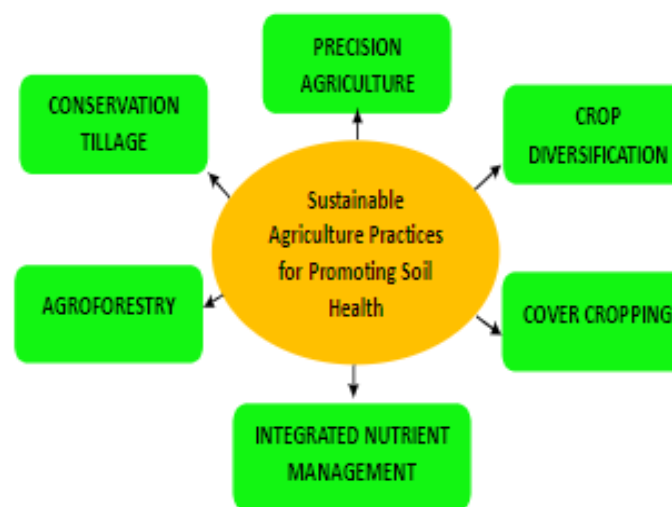 PRECISION
AGRICULTURE
CONSERVATION
TILLAGE
CROP
DIVERSIFICATION
Sustainable
Agriculture Practices
for Promoting Soil
Health
AGROFORESTRY
COVER CROPPING
INTEGRATED NUTRIENT
MANAGEMENT